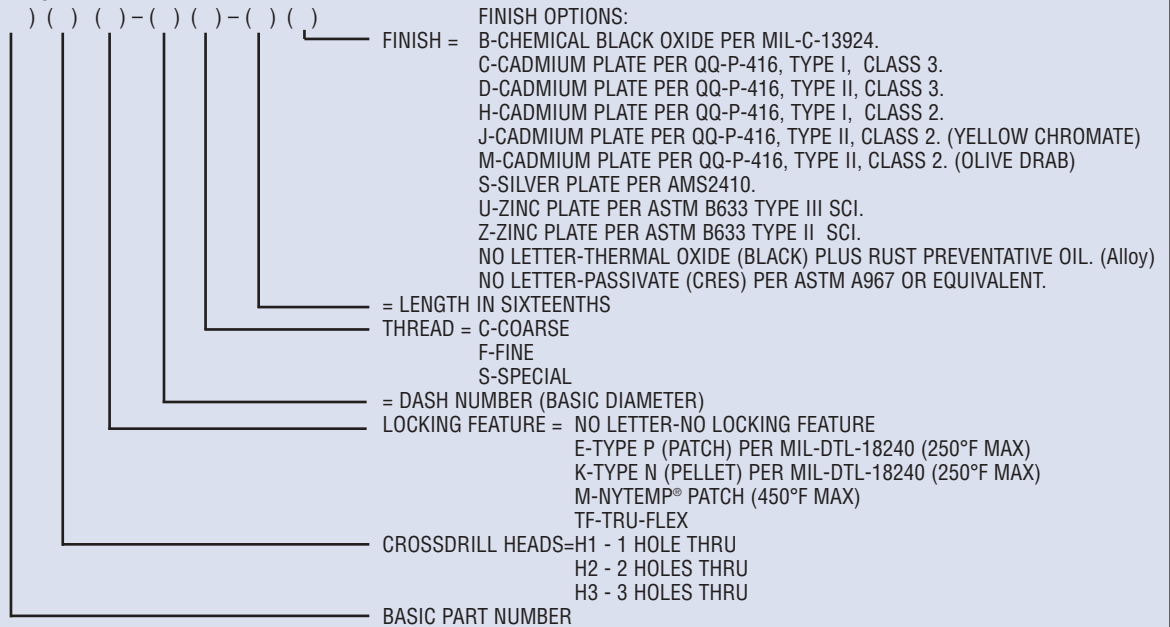 ) ( ) ( ) – ( ) ( ) – ( ) ( )
FINISH OPTIONS:
FINISH = B-CHEMICAL BLACK OXIDE PER MIL-C-13924.
C-CADMIUM PLATE PER QQ-P-416, TYPE I, CLASS 3.
D-CADMIUM PLATE PER QQ-P-416, TYPE II, CLASS 3.
H-CADMIUM PLATE PER QQ-P-416, TYPE I, CLASS 2.
J-CADMIUM PLATE PER QQ-P-416, TYPE II, CLASS 2. (YELLOW CHROMATE)
M-CADMIUM PLATE PER QQ-P-416, TYPE II, CLASS 2. (OLIVE DRAB)
S-SILVER PLATE PER AMS2410.
U-ZINC PLATE PER ASTM B633 TYPE III SCI.
Z-ZINC PLATE PER ASTM B633 TYPE II SCI.
NO LETTER-THERMAL OXIDE (BLACK) PLUS RUST PREVENTATIVE OIL. (Alloy)
NO LETTER-PASSIVATE (CRES) PER ASTM A967 OR EQUIVALENT.
= LENGTH IN SIXTEENTHS
THREAD = C-COARSE
F-FINE
S-SPECIAL
= DASH NUMBER (BASIC DIAMETER)
LOCKING FEATURE = NO LETTER-NO LOCKING FEATURE
E-TYPE P (PATCH) PER MIL-DTL-18240 (250°F MAX)
K-TYPE N (PELLET) PER MIL-DTL-18240 (250°F MAX)
M-NYTEMP® PATCH (450°F MAX)
TF-TRU-FLEX
CROSSDRILL HEADS=H1 - 1 HOLE THRU
H2 - 2 HOLES THRU
H3 - 3 HOLES THRU
BASIC PART NUMBER